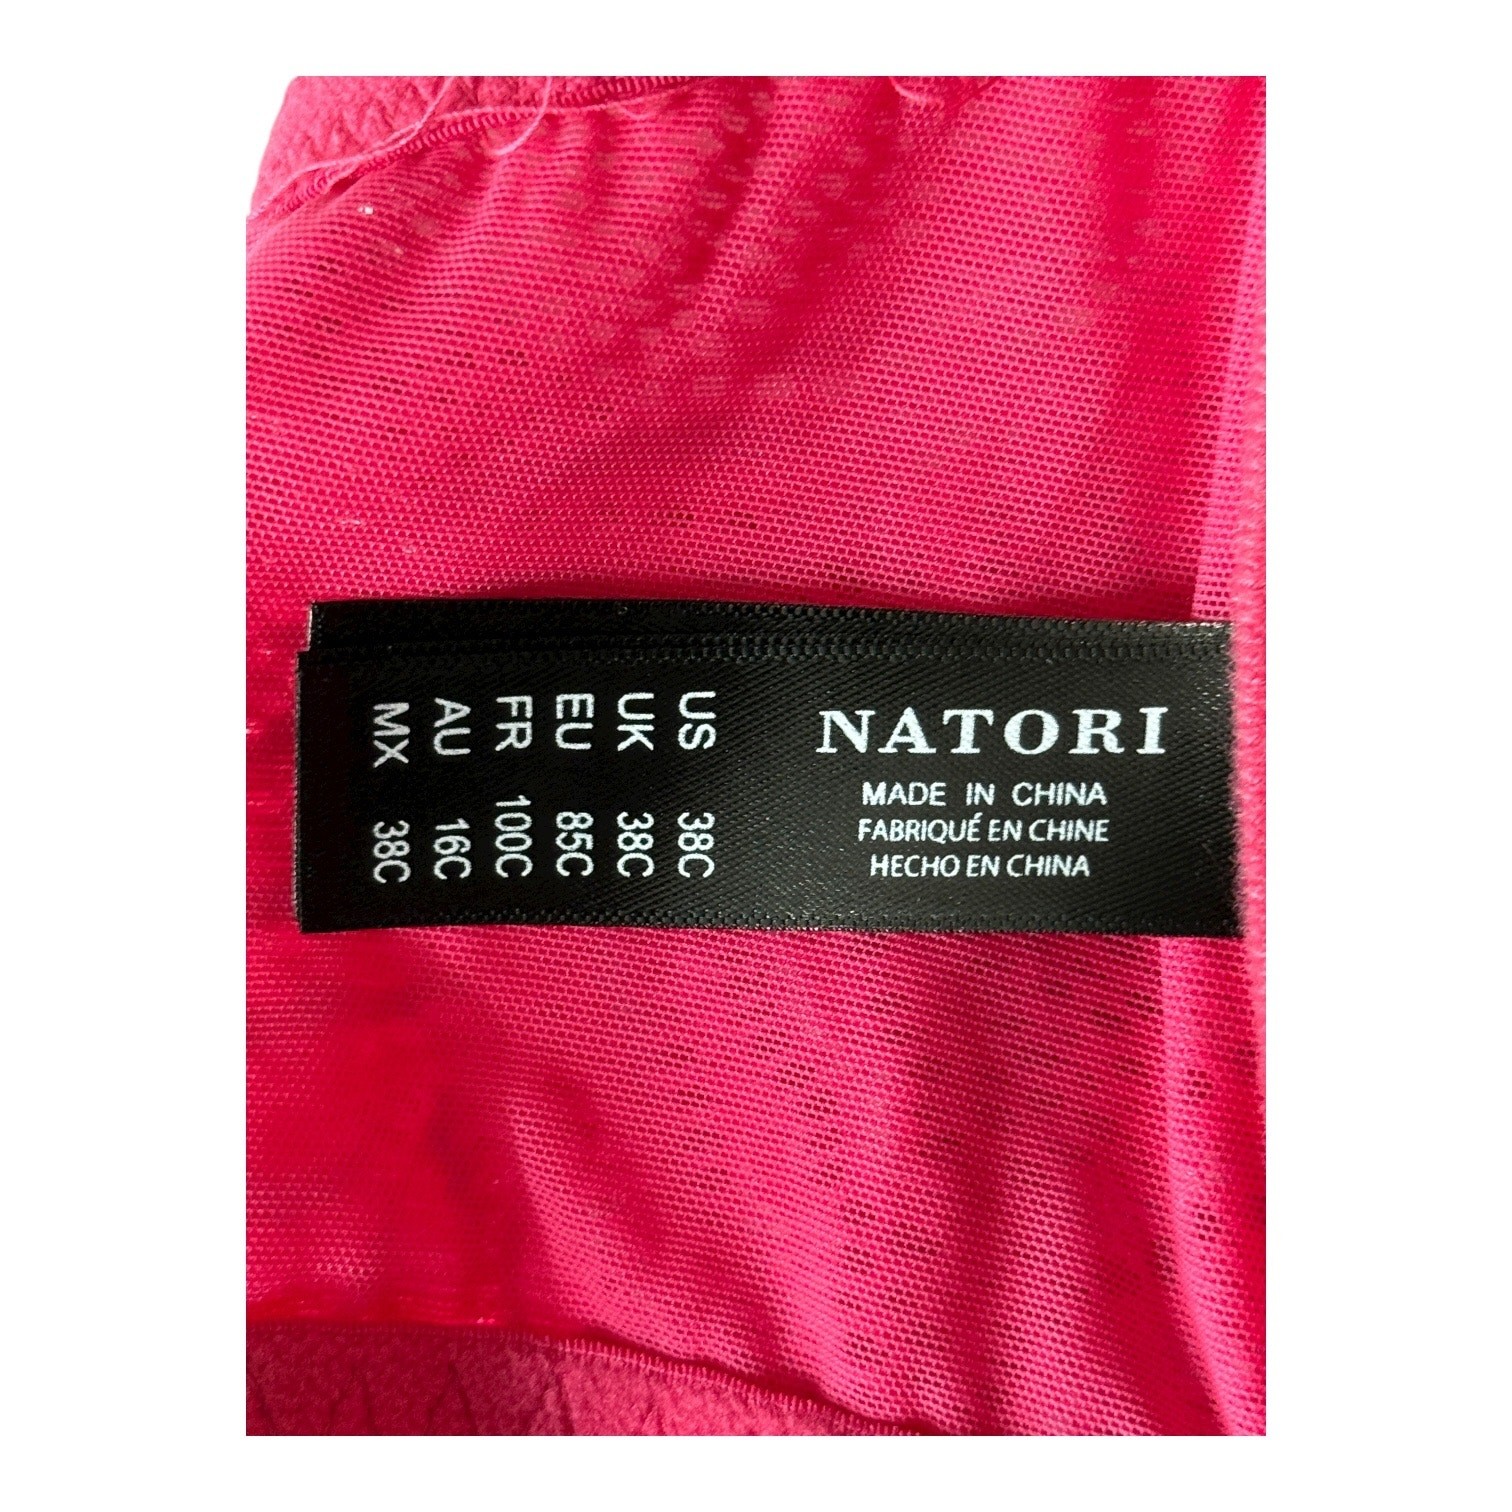 NATORI
MADE IN CHINA
FABRIQUÉ EN CHINE
HECHO EN CHINA
US 38C
UK 38C
EU 85C
FR 100C
AU 16C
MX 38C